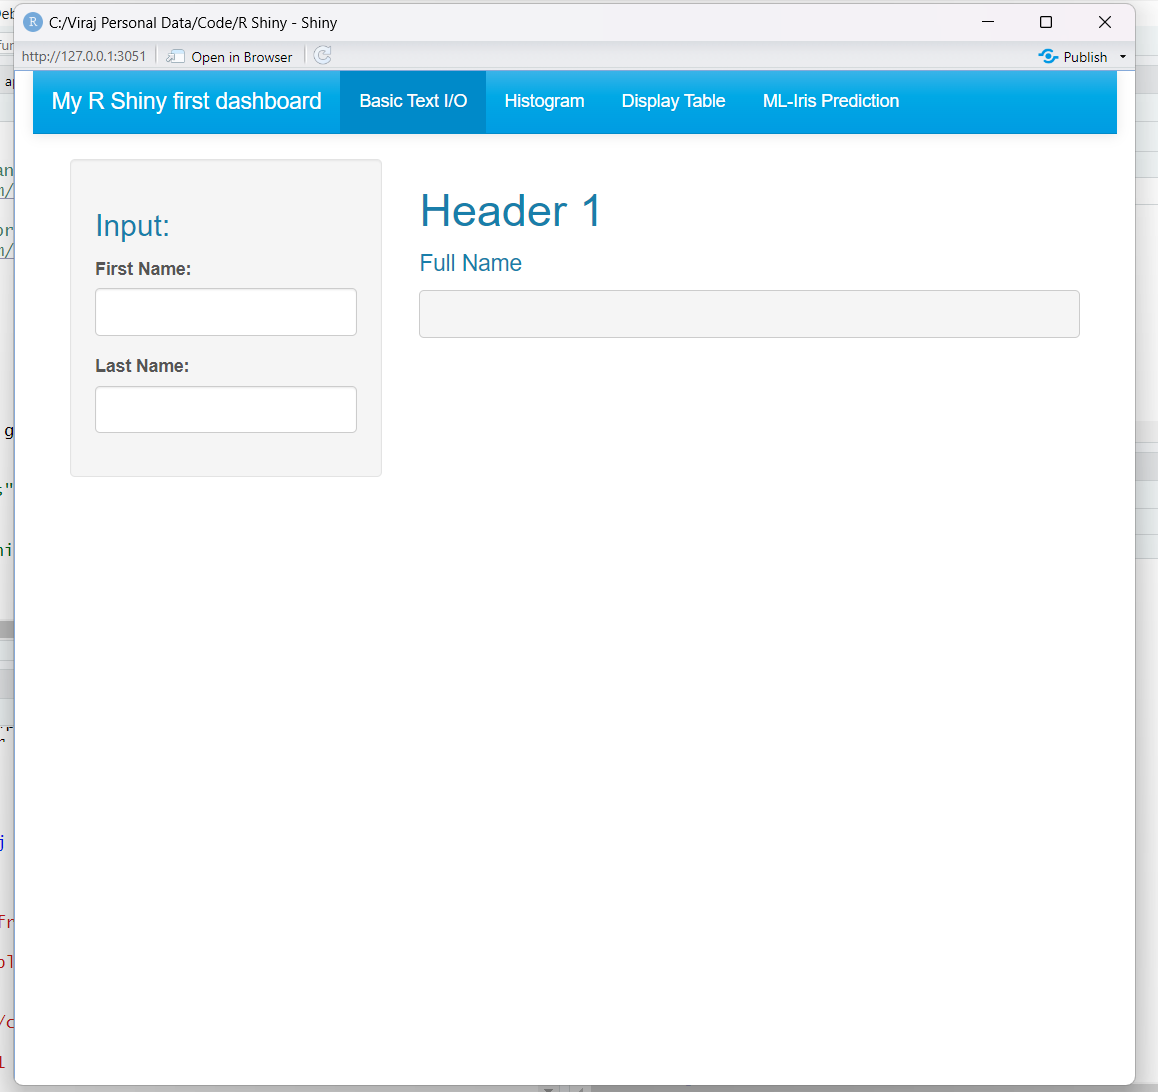 C:/Viraj Personal Data/Code/R Shiny - Shiny
http://127.0.0.1:3051 Open in Browser Publish
My R Shiny first dashboard Basic Text I/O Histogram Display Table ML-Iris Prediction
Input:
First Name:
Last Name:
Header 1
Full Name